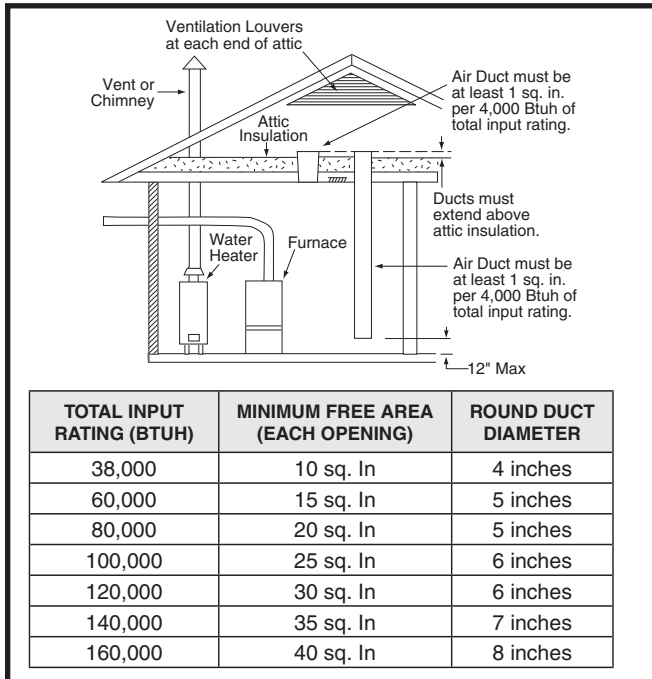 Ventilation Louvers
at each end of attic
Vent or
Chimney
Air Duct must be
at least 1 sq. in.
per 4,000 Btuh of
total input rating.
Attic
Insulation
Ducts must
extend above
attic insulation.
Water
Heater
Furnace
Air Duct must be
at least 1 sq. in.
per 4,000 Btuh of
total input rating.
12" Max
TOTAL INPUT RATING (BTUH) MINIMUM FREE AREA (EACH OPENING) ROUND DUCT DIAMETER
38,000 10 sq. In 4 inches
60,000 15 sq. In 5 inches
80,000 20 sq. In 5 inches
100,000 25 sq. In 6 inches
120,000 30 sq. In 6 inches
140,000 35 sq. In 7 inches
160,000 40 sq. In 8 inches